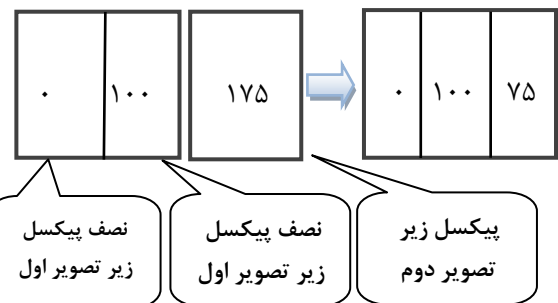 ۰ ۱۰۰ ۱۷۵ ۰ ۱۰۰ ۷۵
پیکسل زیر
تصویر دوم
نصف پیکسل
زیر تصویر اول
نصف پیکسل
زیر تصویر اول